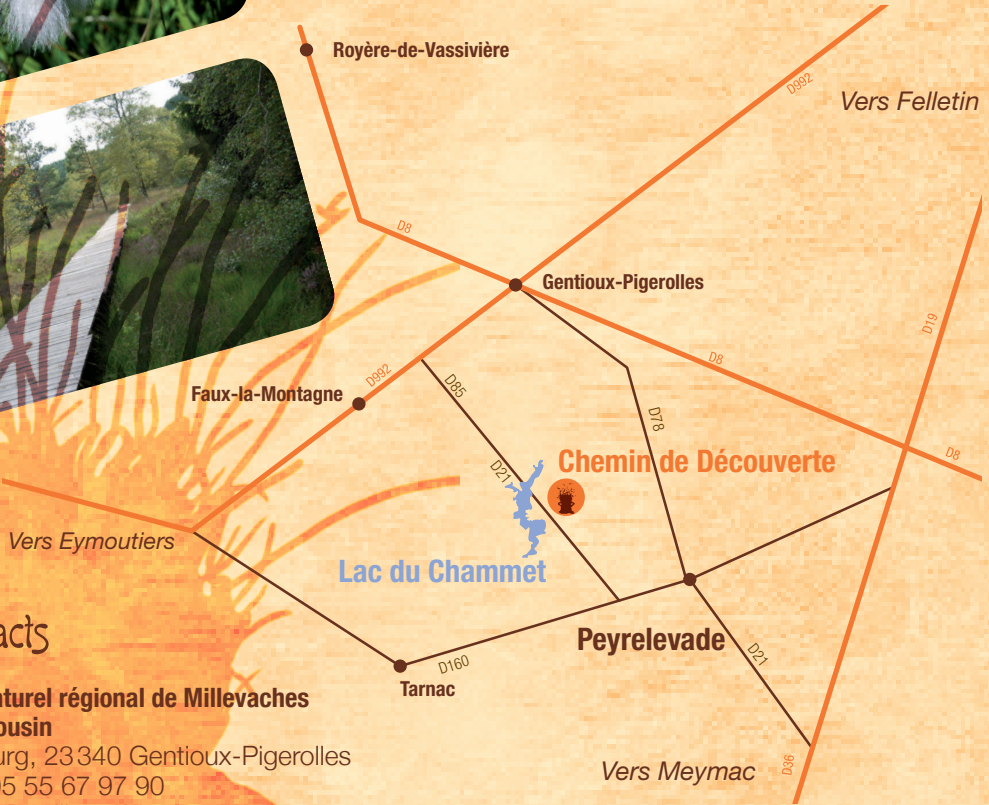 Royère-de-Vassivière
D992
Vers Felletin
D8
Gentioux-Pigerolles
D19
D8
D992
Faux-la-Montagne
D85
D78
D8
D21
Chemin de Découverte
Vers Eymoutiers
Lac du Chammet
Peyrelevade
D21
D160
Tarnac
Vers Meymac
D36
acts
turel régional de Millevaches
ousin
urg, 23340 Gentioux-Pigerolles
05 55 67 97 90